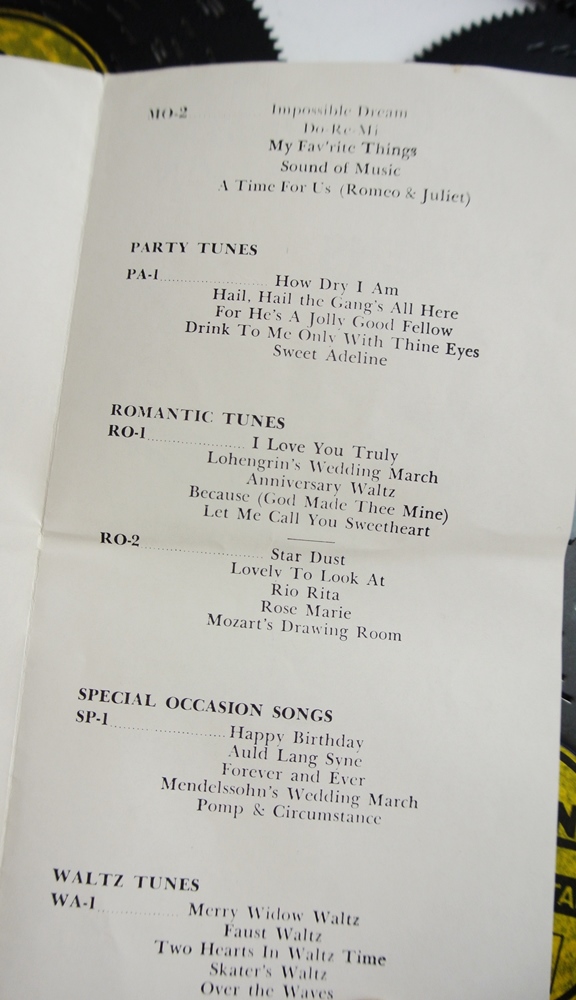 MO-2 Impossible Dream
Do-Re-Mi
My Fav'rite Things
Sound of Music
A Time For Us (Romeo & Juliet)
PARTY TUNES
PA-1........................How Dry I Am
Hail, Hail the Gang's All Here
For He's A Jolly Good Fellow
Drink To Me Only With Thine Eyes
Sweet Adeline
ROMANTIC TUNES
RO-1........................I Love You Truly
Lohengrin's Wedding March
Anniversary Waltz
Because (God Made Thee Mine)
Let Me Call You Sweetheart
RO-2..............................Star Dust
Lovely To Look At
Rio Rita
Rose Marie
Mozart's Drawing Room
SPECIAL OCCASION SONGS
SP-1............................Happy Birthday
Auld Lang Syne
Forever and Ever
Mendelssohn's Wedding March
Pomp & Circumstance
WALTZ TUNES
WA-1....................Merry Widow Waltz
Faust Waltz
Two Hearts In Waltz Time
Skater's Waltz
Over the Waves